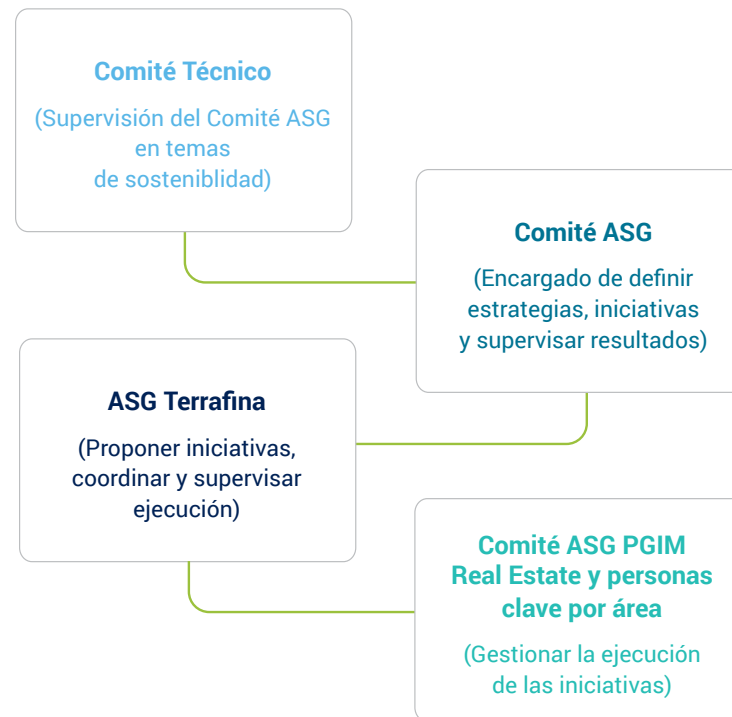 Comité Técnico
(Supervisión del Comité ASG
en temas
de sosteniblidad)
Comité ASG
(Encargado de definir
estrategias, iniciativas
y supervisar resultados)
ASG Terrafina
(Proponer iniciativas,
coordinar y supervisar
ejecución)
Comité ASG PGIM
Real Estate y personas
clave por área
(Gestionar la ejecución
de las iniciativas)